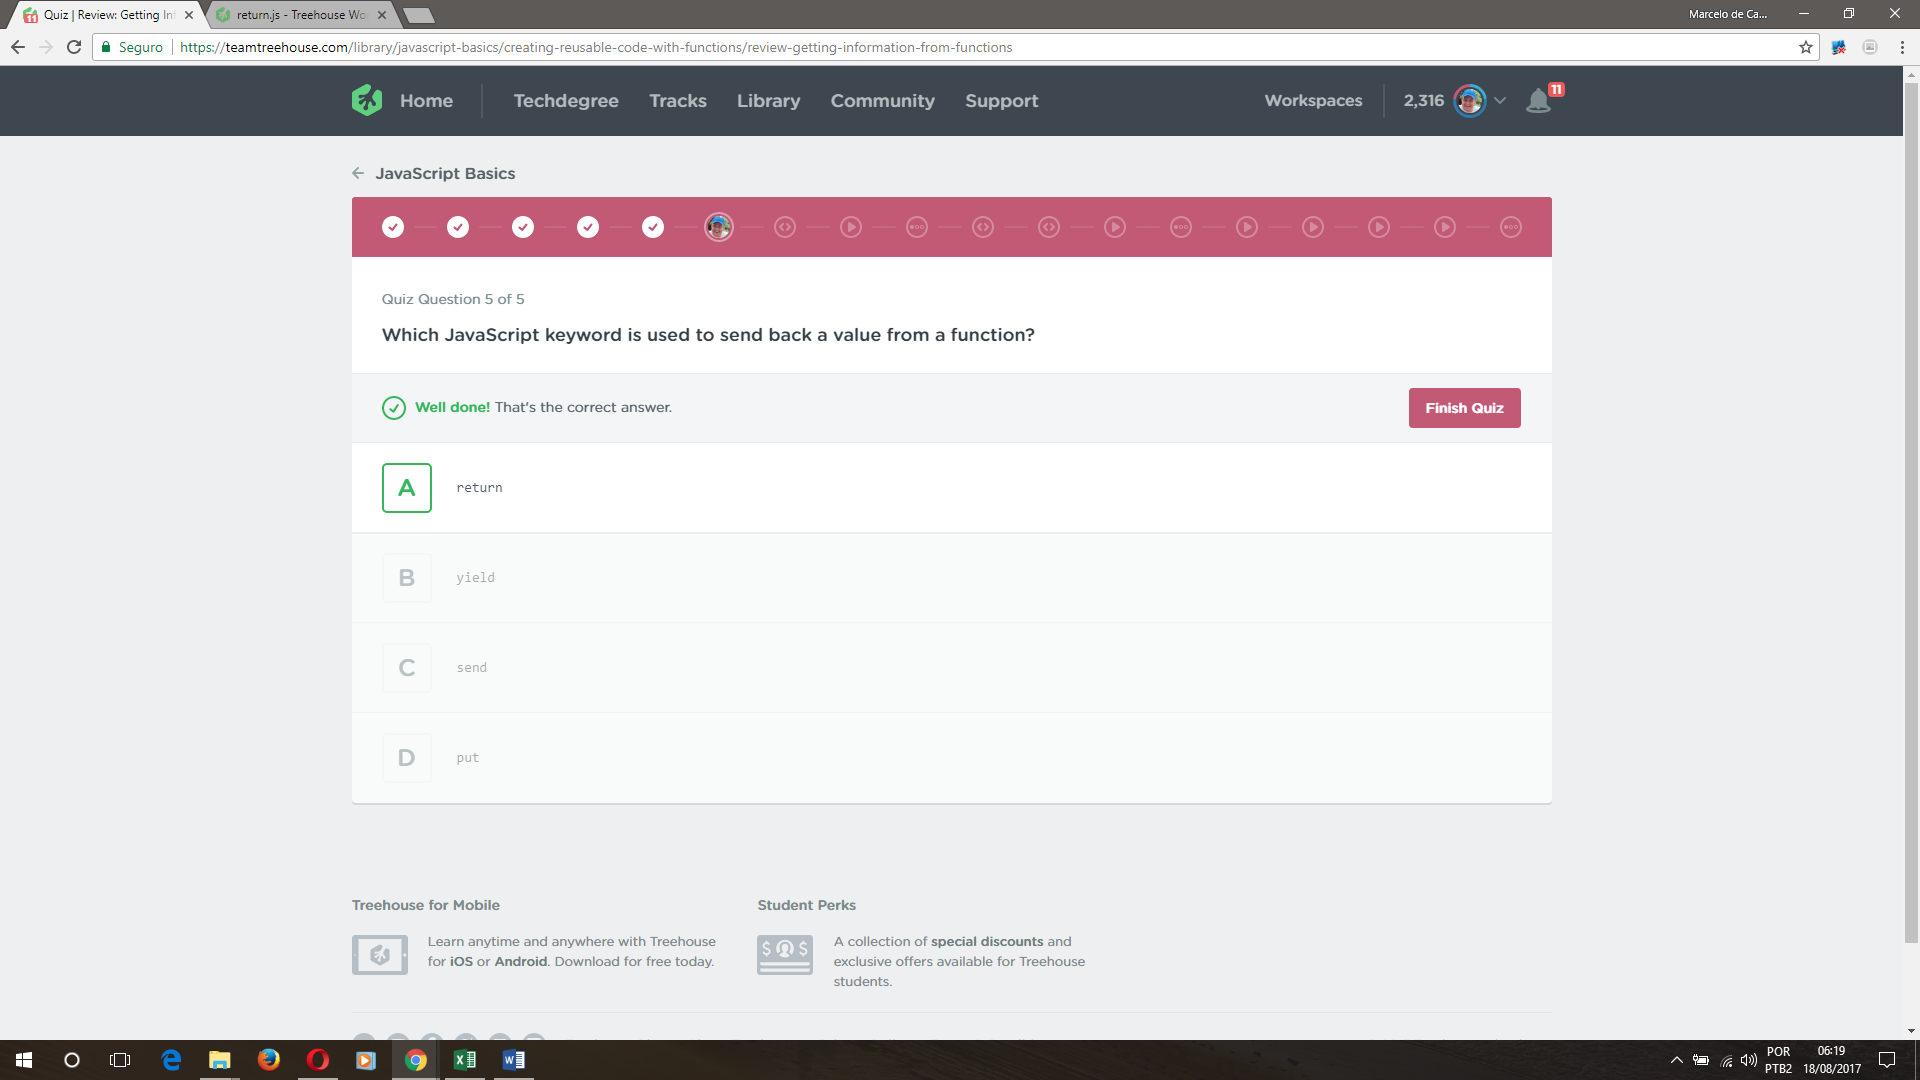 Quiz | Review: Getting In
return.js - Treehouse Wo
Marcelo de Ca...
Seguro
https://teamtreehouse.com/library/javascript-basics/creating-reusable-code-with-functions/review-getting-information-from-functions
Home
Techdegree
Tracks
Library
Community
Support
Workspaces
2,316
11
JavaScript Basics
Quiz Question 5 of 5
Which JavaScript keyword is used to send back a value from a function?
Well done! That's the correct answer.
Finish Quiz
A return
B yield
C send
D put
Treehouse for Mobile
Learn anytime and anywhere with Treehouse
for iOS or Android. Download for free today.
Student Perks
A collection of special discounts and
exclusive offers available for Treehouse
students.
POR
PTB2
06:19
18/08/2017